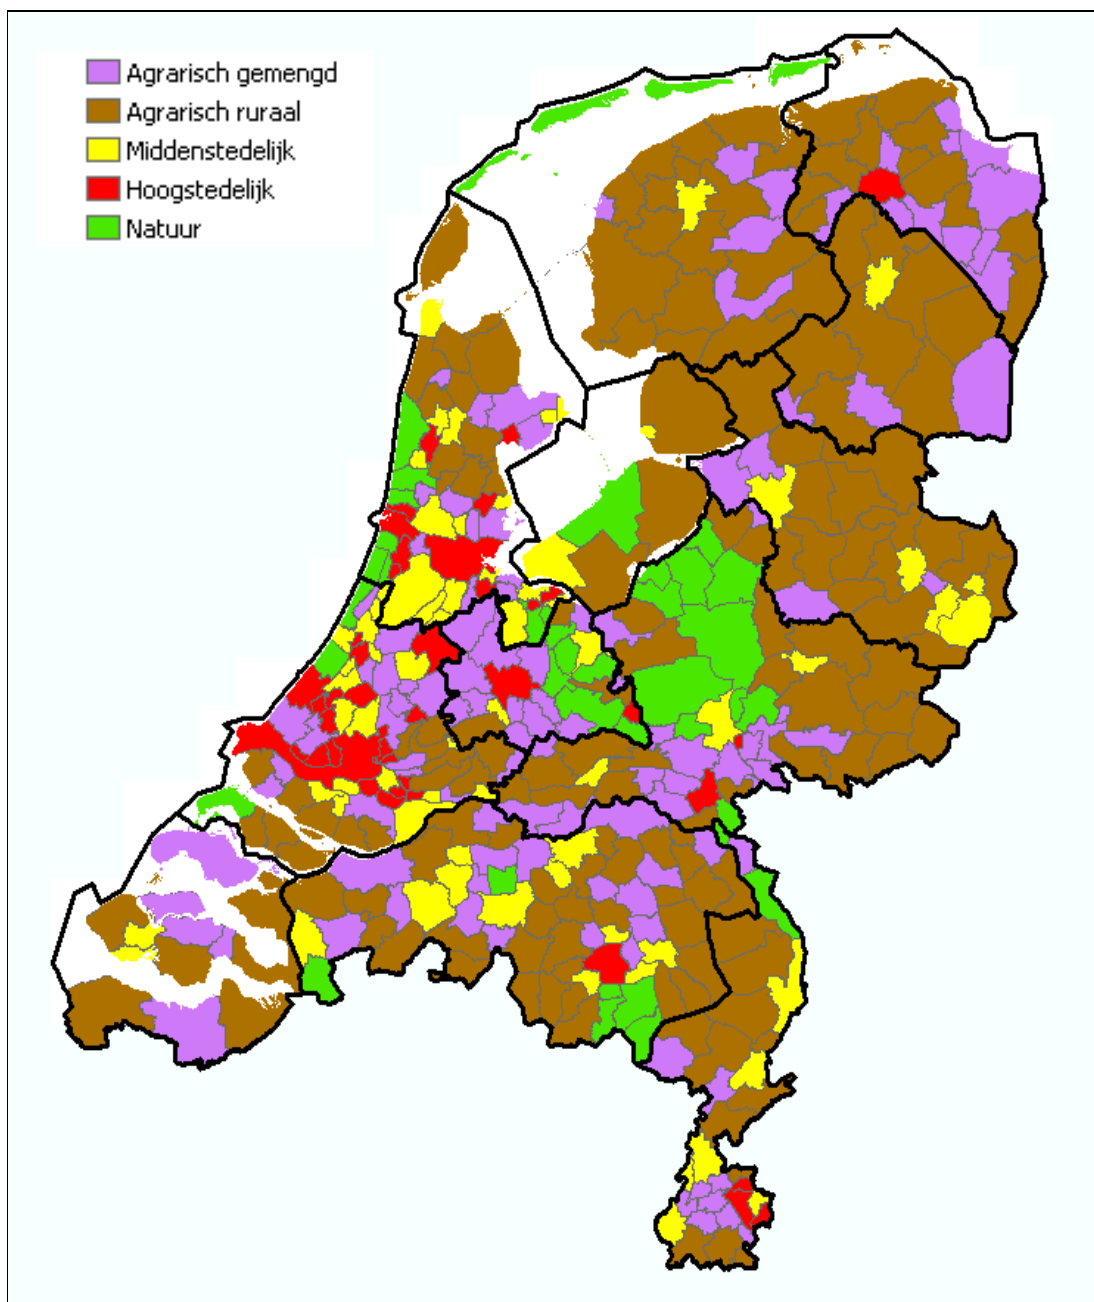 Agrarisch gemengd
Agrarisch ruraal
Middenstedelijk
Hoogstedelijk
Natuur